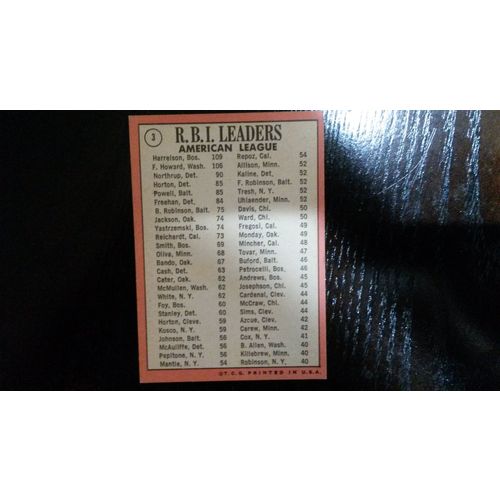 3
R.B.I. LEADERS
AMERICAN LEAGUE
Harrelson, Bos. 109
F. Howard, Wash. 106
Northrup, Det. 90
Horton, Det. 85
Powell, Balt. 85
Freehan, Det. 84
B. Robinson, Balt. 75
Jackson, Oak. 74
Yastrzemski, Bos. 74
Reichardt, Cal. 73
Smith, Bos. 69
Oliva, Minn. 68
Bando, Oak. 67
Cash, Det. 63
Cater, Oak. 62
McMullen, Wash. 62
White, N. Y. 62
Foy, Bos. 60
Stanley, Det. 60
Horton, Cleve. 59
Kosco, N. Y. 59
Johnson, Balt. 56
McAuliffe, Det. 56
Pepitone, N. Y. 56
Mantle, N. Y. 54
Repoz, Cal. 54
Allison, Minn. 52
Kaline, Det. 52
F. Robinson, Balt. 52
Tresh, N. Y. 52
Uhlaender, Minn. 52
Davis, Chi. 50
Ward, Chi. 50
Fregosi, Cal. 49
Monday, Oak. 49
Mincher, Cal. 48
Tovar, Minn. 47
Buford, Balt. 46
Petrocelli, Bos. 46
Andrews, Bos. 45
Josephson, Chi. 45
Cardenal, Clev. 44
McCraw, Chi. 44
Sims, Clev. 44
Azcue, Clev. 42
Carew, Minn. 42
Cox, N. Y. 41
B. Allen, Wash. 40
Killebrew, Minn. 40
Robinson, N. Y. 40
©T.C.G. PRINTED IN U.S.A.